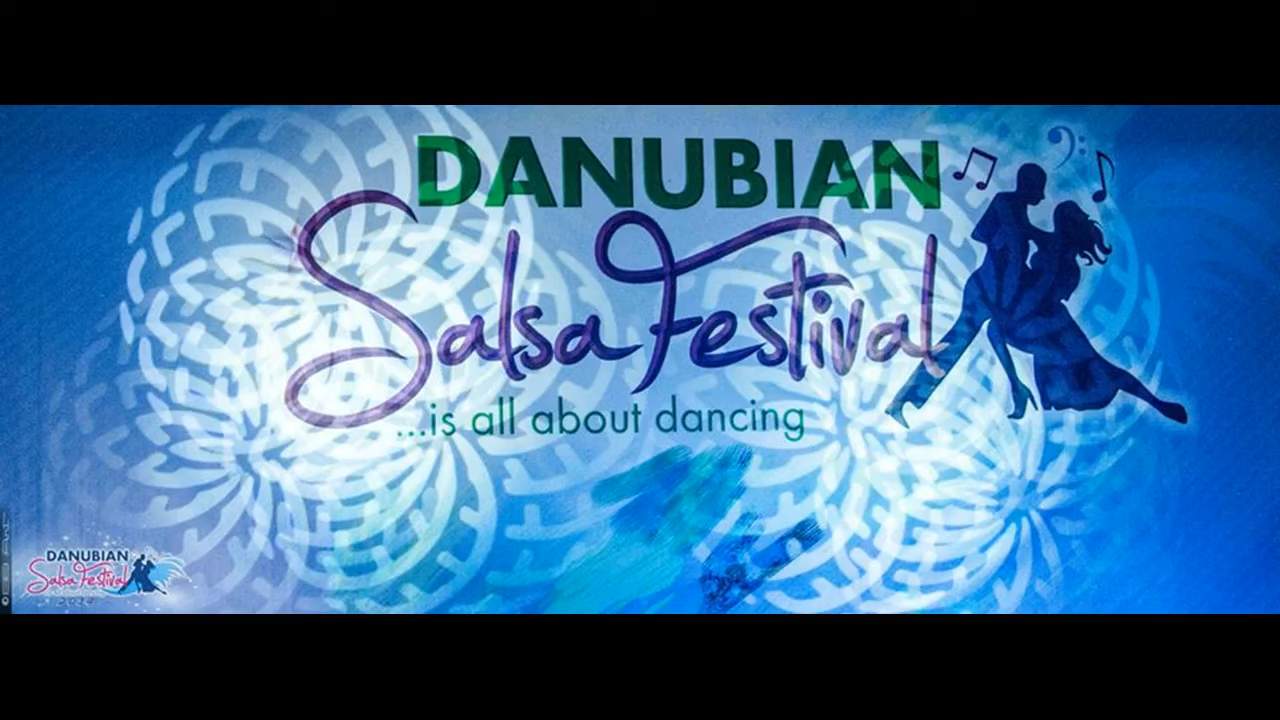 DANUBIAN
Salsa Festival
...is all about dancing
DANUBIAN
Salsa Festival